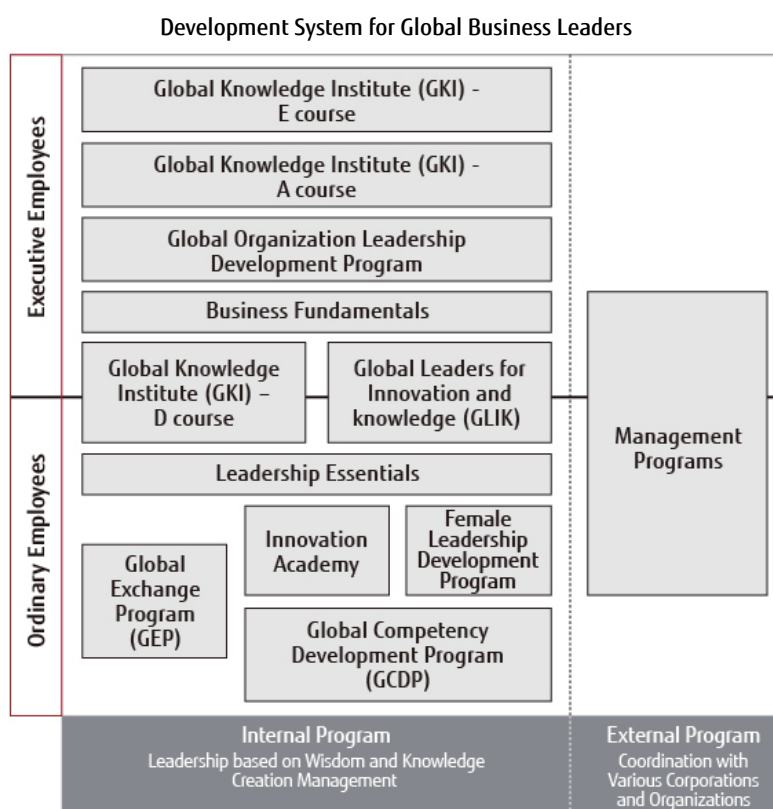 Development System for Global Business Leaders
Executive Employees
Global Knowledge Institute (GKI) -
E course
Global Knowledge Institute (GKI) -
A course
Global Organization Leadership
Development Program
Business Fundamentals
Global Knowledge
Institute (GKI) –
D course
Global Leaders for
Innovation and
knowledge (GLIK)
Management
Programs
Ordinary Employees
Leadership Essentials
Global
Exchange
Program
(GEP)
Innovation
Academy
Female
Leadership
Development
Program
Global Competency
Development Program
(GCDP)
Internal Program
Leadership based on Wisdom and Knowledge
Creation Management
External Program
Coordination with
Various Corporations
and Organizations